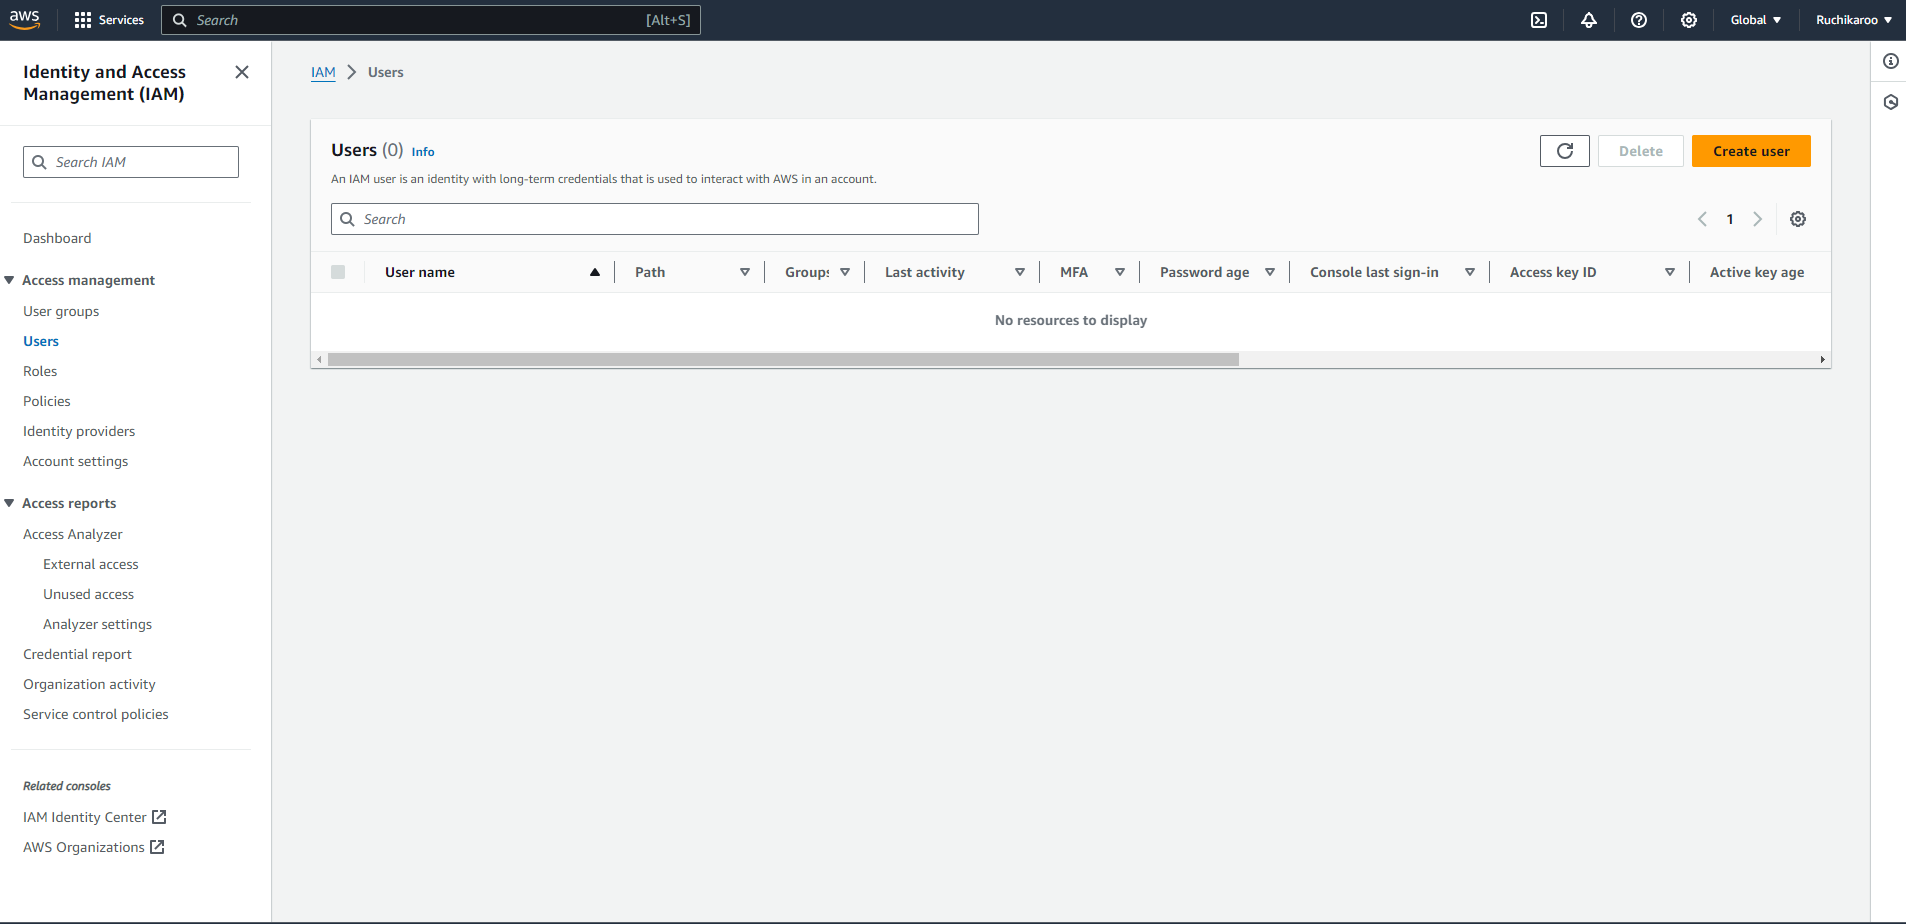 aws
Services
Search [Alt+S]
Global
Ruchikaroo
Identity and Access
Management (IAM)
Search IAM
Dashboard
Access management
User groups
Users
Roles
Policies
Identity providers
Account settings
Access reports
Access Analyzer
External access
Unused access
Analyzer settings
Credential report
Organization activity
Service control policies
Related consoles
IAM Identity Center
AWS Organizations
IAM > Users
Users (0) Info
Delete
Create user
An IAM user is an identity with long-term credentials that is used to interact with AWS in an account.
Search
1
User name Path Groups Last activity MFA Password age Console last sign-in Access key ID Active key age
No resources to display